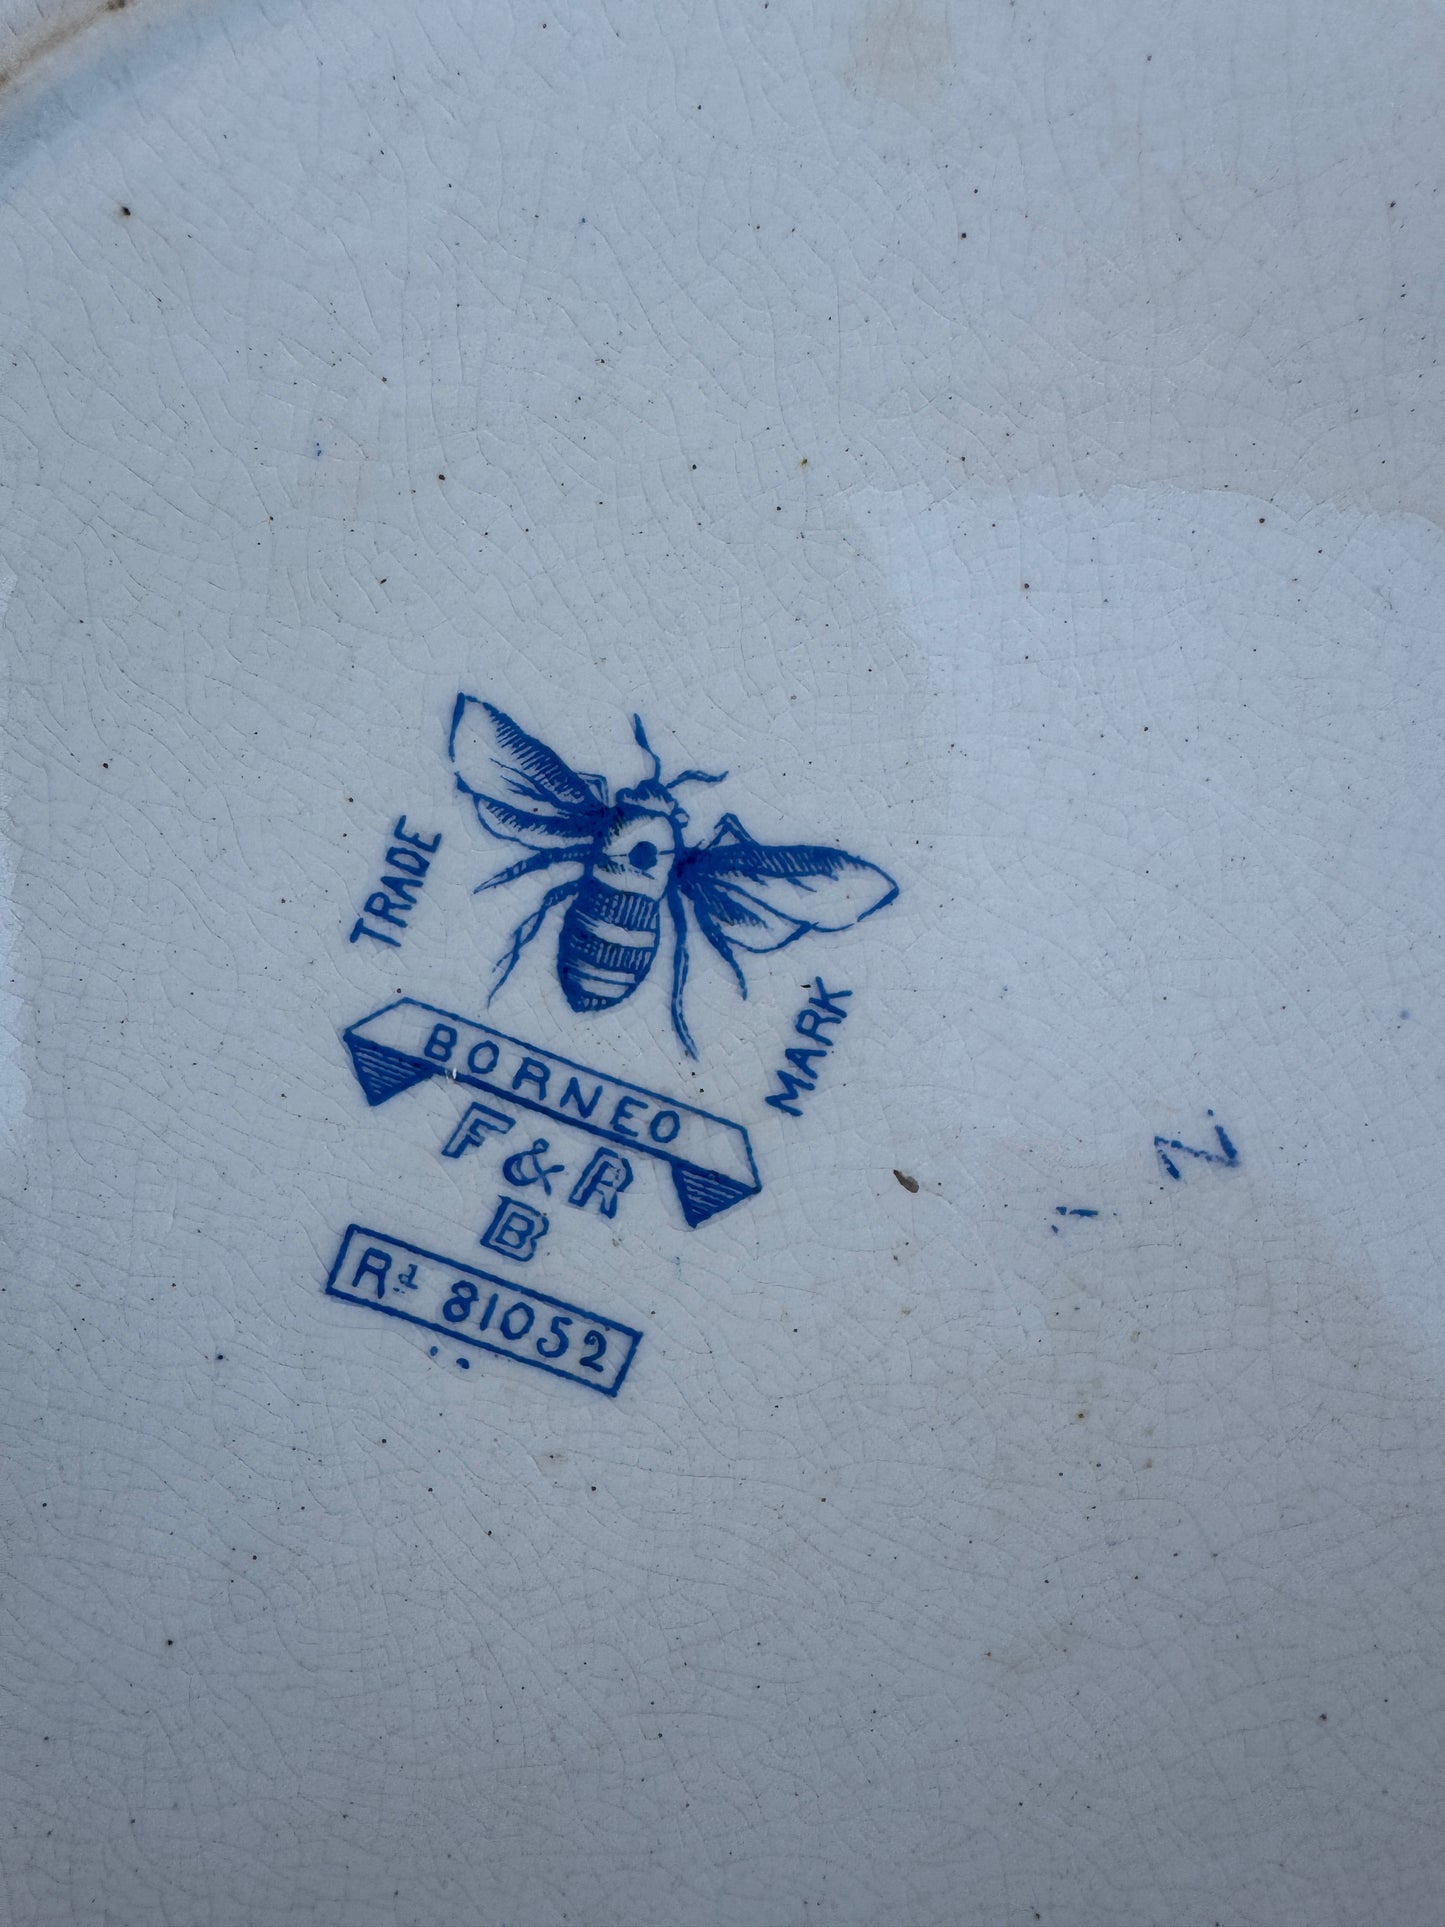 TRADE
MARK
BORNEO
F & R
B
Rd 81052
N